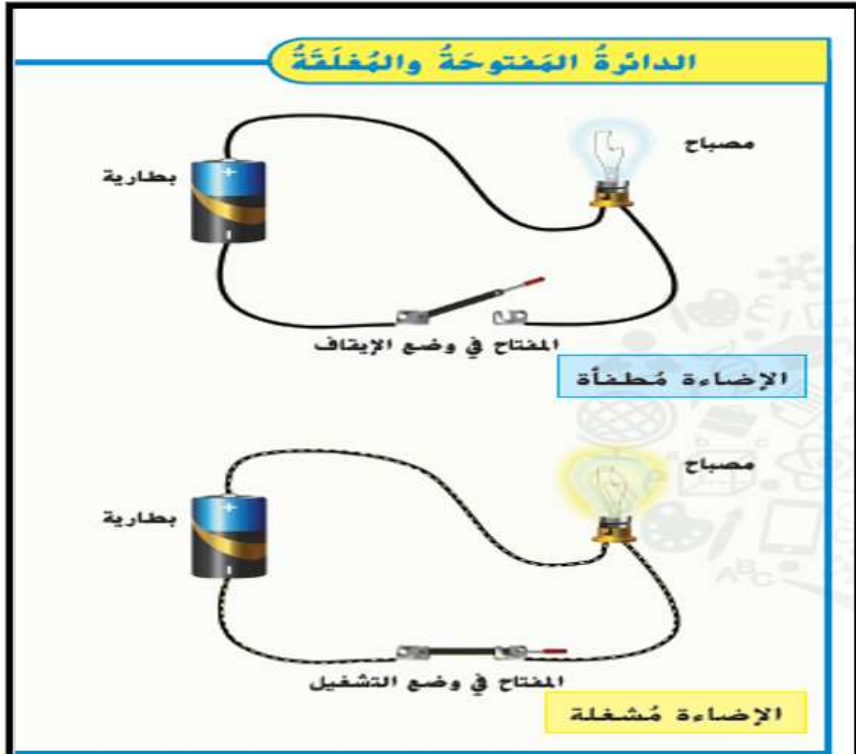 الدائرةُ المَفتوحَةُ والمُغلَقَةُ
مصباح
بطارية
+
المفتاح في وضع الإيقاف
الإضاءة مُطفأة
مصباح
بطارية
+
المفتاح في وضع التشغيل
الإضاءة مُشغلة
ABC